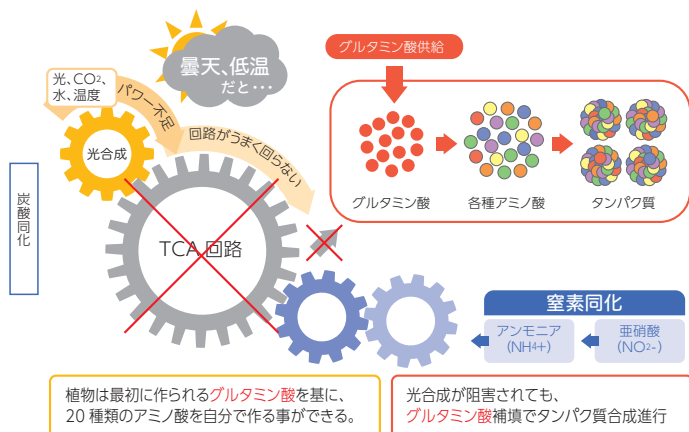 曇天、低温
だと…
光、CO2、
水、温度
パワー不足
回路がうまく回らない
光合成
炭酸同化
TCA 回路
グルタミン酸供給
グルタミン酸
各種アミノ酸
タンパク質
窒素同化
アンモニア
(NH4+)
亜硝酸
(NO2-)
植物は最初に作られるグルタミン酸を基に、
20 種類のアミノ酸を自分で作る事ができる。
光合成が阻害されても、
グルタミン酸補填でタンパク質合成進行